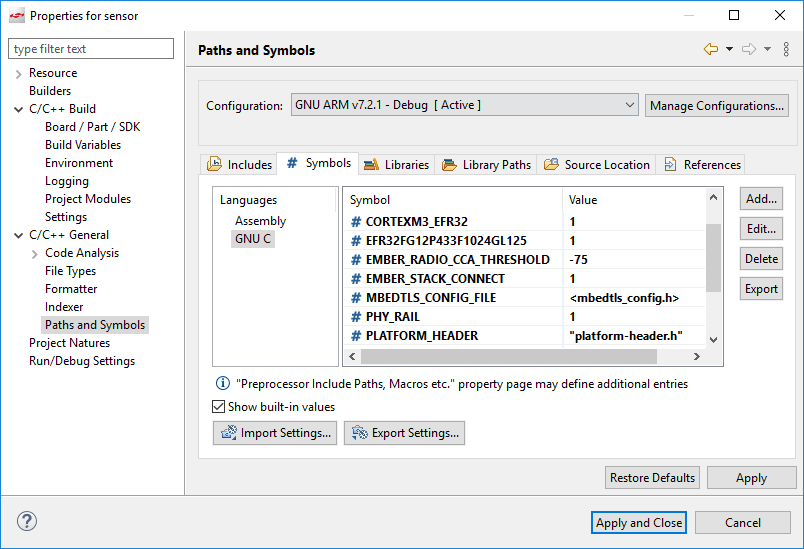 Properties for sensor
type filter text
Resource
Builders
C/C++ Build
Board / Part / SDK
Build Variables
Environment
Logging
Project Modules
Settings
C/C++ General
Code Analysis
File Types
Formatter
Indexer
Paths and Symbols
Project Natures
Run/Debug Settings
Paths and Symbols
Configuration: GNU ARM v7.2.1 - Debug [ Active ] Manage Configurations...
Includes # Symbols Libraries Library Paths Source Location References
Languages
Assembly
GNU C
Symbol Value
# CORTEXM3_EFR32 1
# EFR32FG12P433F1024GL125 1
# EMBER_RADIO_CCA_THRESHOLD -75
# EMBER_STACK_CONNECT 1
# MBEDTLS_CONFIG_FILE <mbedtls_config.h>
# PHY_RAIL 1
# PLATFORM_HEADER "platform-header.h"
Add...
Edit...
Delete
Export
"Preprocessor Include Paths, Macros etc." property page may define additional entries
Show built-in values
Import Settings... Export Settings...
Restore Defaults Apply
? Apply and Close Cancel